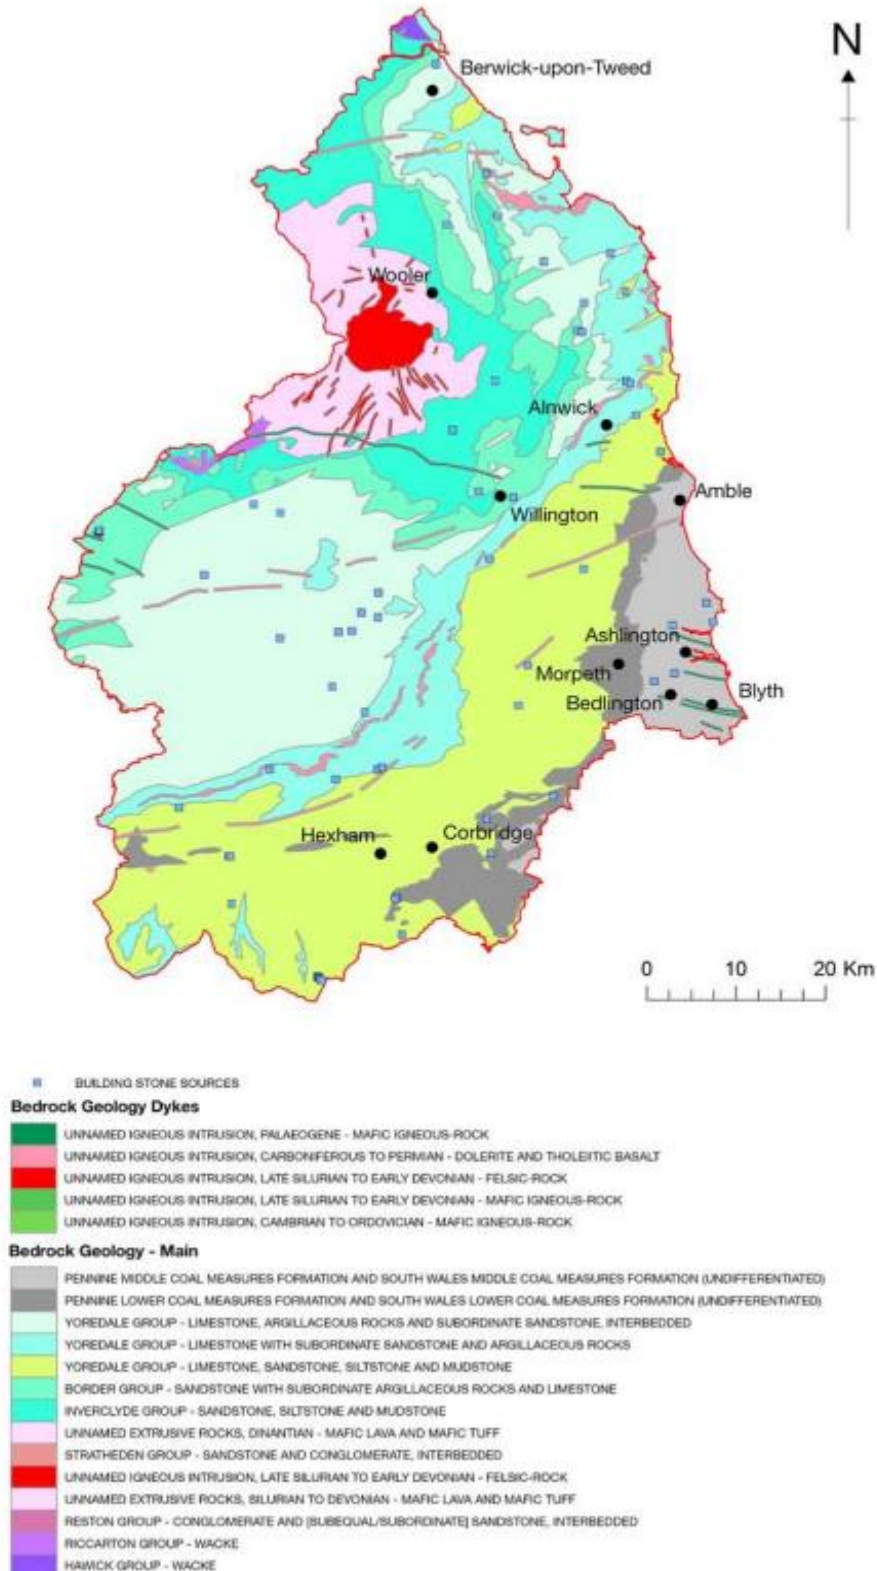 N
Berwick-upon-Tweed
Wooler
Alnwick
Amble
Willington
Ashlington
Morpeth
Bedlington
Blyth
Hexham
Corbridge
0 10 20 Km
BUILDING STONE SOURCES
Bedrock Geology Dykes
UNNAMED IGNEOUS INTRUSION, PALAEOGENE - MAFIC IGNEOUS-ROCK
UNNAMED IGNEOUS INTRUSION, CARBONIFEROUS TO PERMIAN - DOLERITE AND THOLEIITIC BASALT
UNNAMED IGNEOUS INTRUSION, LATE SILURIAN TO EARLY DEVONIAN - FELSIC-ROCK
UNNAMED IGNEOUS INTRUSION, LATE SILURIAN TO EARLY DEVONIAN - MAFIC IGNEOUS-ROCK
UNNAMED IGNEOUS INTRUSION, CAMBRIAN TO ORDOVICIAN - MAFIC IGNEOUS-ROCK
Bedrock Geology - Main
PENNINE MIDDLE COAL MEASURES FORMATION AND SOUTH WALES MIDDLE COAL MEASURES FORMATION (UNDIFFERENTIATED)
PENNINE LOWER COAL MEASURES FORMATION AND SOUTH WALES LOWER COAL MEASURES FORMATION (UNDIFFERENTIATED)
YOREDALE GROUP - LIMESTONE, ARGILLACEOUS ROCKS AND SUBORDINATE SANDSTONE, INTERBEDDED
YOREDALE GROUP - LIMESTONE WITH SUBORDINATE SANDSTONE AND ARGILLACEOUS ROCKS
YOREDALE GROUP - LIMESTONE, SANDSTONE, SILTSTONE AND MUDSTONE
BORDER GROUP - SANDSTONE WITH SUBORDINATE ARGILLACEOUS ROCKS AND LIMESTONE
INVERCLYDE GROUP - SANDSTONE, SILTSTONE AND MUDSTONE
UNNAMED EXTRUSIVE ROCKS, DINANTIAN - MAFIC LAVA AND MAFIC TUFF
STRATHEDEN GROUP - SANDSTONE AND CONGLOMERATE, INTERBEDDED
UNNAMED IGNEOUS INTRUSION, LATE SILURIAN TO EARLY DEVONIAN - FELSIC-ROCK
UNNAMED EXTRUSIVE ROCKS, SILURIAN TO DEVONIAN - MAFIC LAVA AND MAFIC TUFF
RESTON GROUP - CONGLOMERATE AND [SUBEQUAL/SUBORDINATE] SANDSTONE, INTERBEDDED
RICCARTON GROUP - WACKE
HAWICK GROUP - WACKE